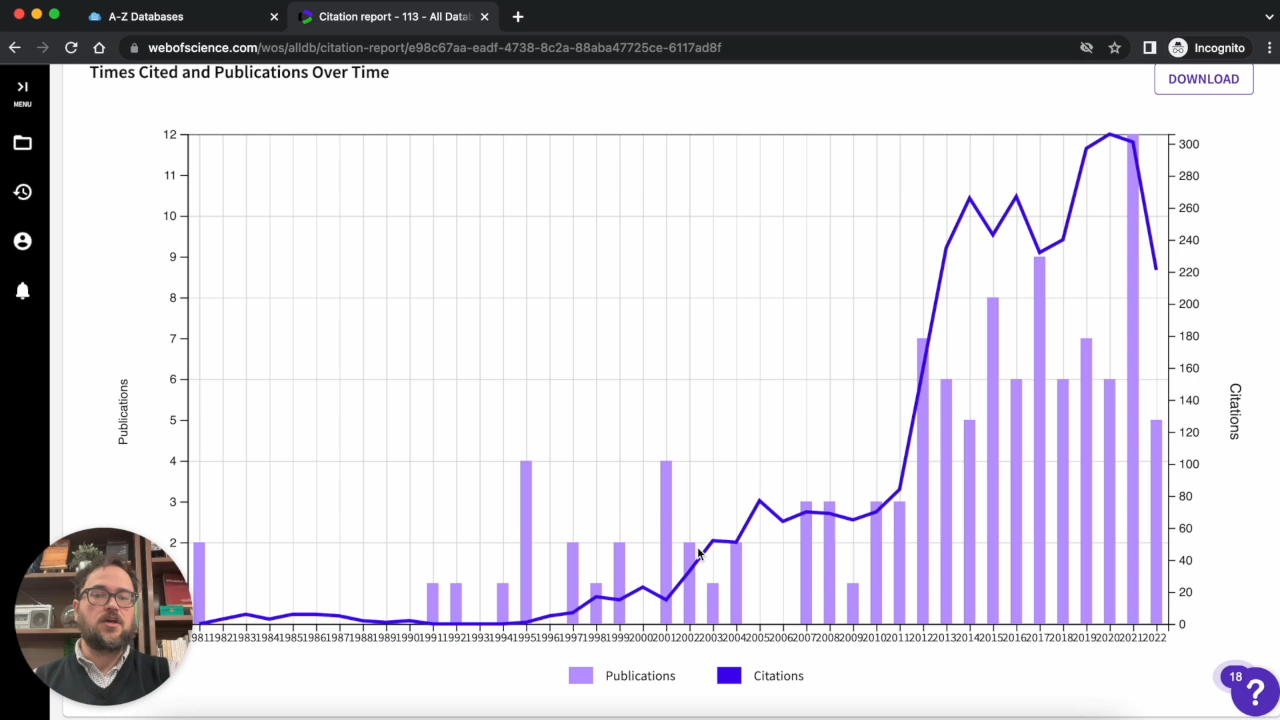 A-Z Databases
Citation report - 113 - All Data
webofscience.com/wos/alldb/citation-report/e98c67aa-eadf-4738-8c2a-88aba47725ce-6117ad8f
Incognito
MENU
Times Cited and Publications Over Time
DOWNLOAD
12
11
10
9
8
7
6
5
4
3
2
Publications
300
280
260
240
220
200
180
160
140
120
100
80
60
40
20
0
Citations
1981 1982 1983 1984 1985 1986 1987 1988 1989 1990 1991 1992 1993 1994 1995 1996 1997 1998 1999 2000 2001 2002 2003 2004 2005 2006 2007 2008 2009 2010 2011 2012 2013 2014 2015 2016 2017 2018 2019 2020 2021 2022
Publications Citations
18
?